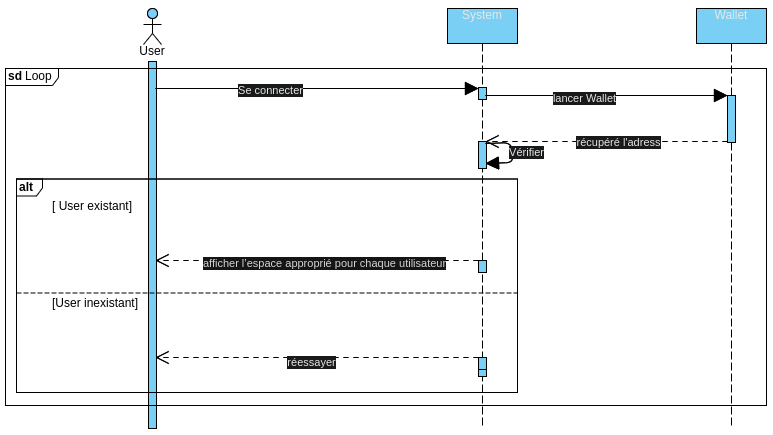 System
Wallet
User
sd Loop
Se connecter
lancer Wallet
récupéré l'adress
Vérifier
alt
[ User existant]
afficher l'espace approprié pour chaque utilisateur
[User inexistant]
réessayer